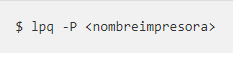 $ lpq -P <nombreimpresora>